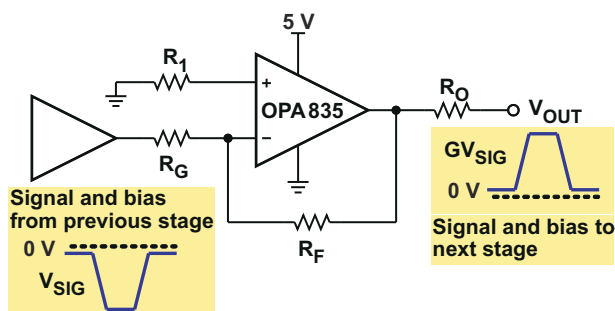 5 V
R1
+
OPA835
−
RG
RO
VOUT
GVSIG
0 V
Signal and bias to
next stage
Signal and bias
from previous stage
0 V
VSIG
RF